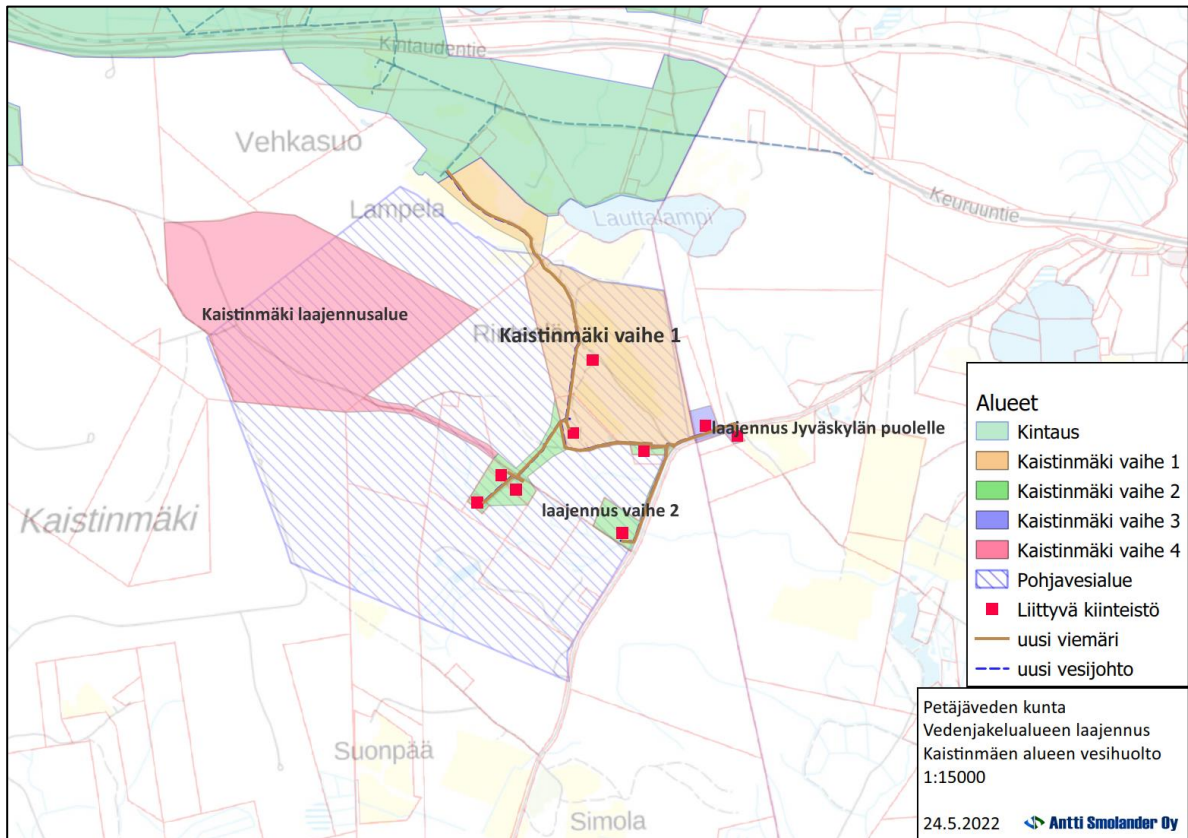 Kintaudentie
Vehkasuo
Keuruuntie
Lampela
Lauttalampi
Kaistinmäki laajennusalue
Kaistinmäki vaihe 1
laajennus Jyväskylän puolelle
Kaistinmäki
laajennus vaihe 2
Suonpää
Simola
Alueet
Kintaus
Kaistinmäki vaihe 1
Kaistinmäki vaihe 2
Kaistinmäki vaihe 3
Kaistinmäki vaihe 4
Pohjavesialue
Liittyvä kiinteistö
uusi viemäri
uusi vesijohto
Petäjäveden kunta
Vedenjakelualueen laajennus
Kaistinmäen alueen vesihuolto
1:15000
24.5.2022 Antti Smolander Oy